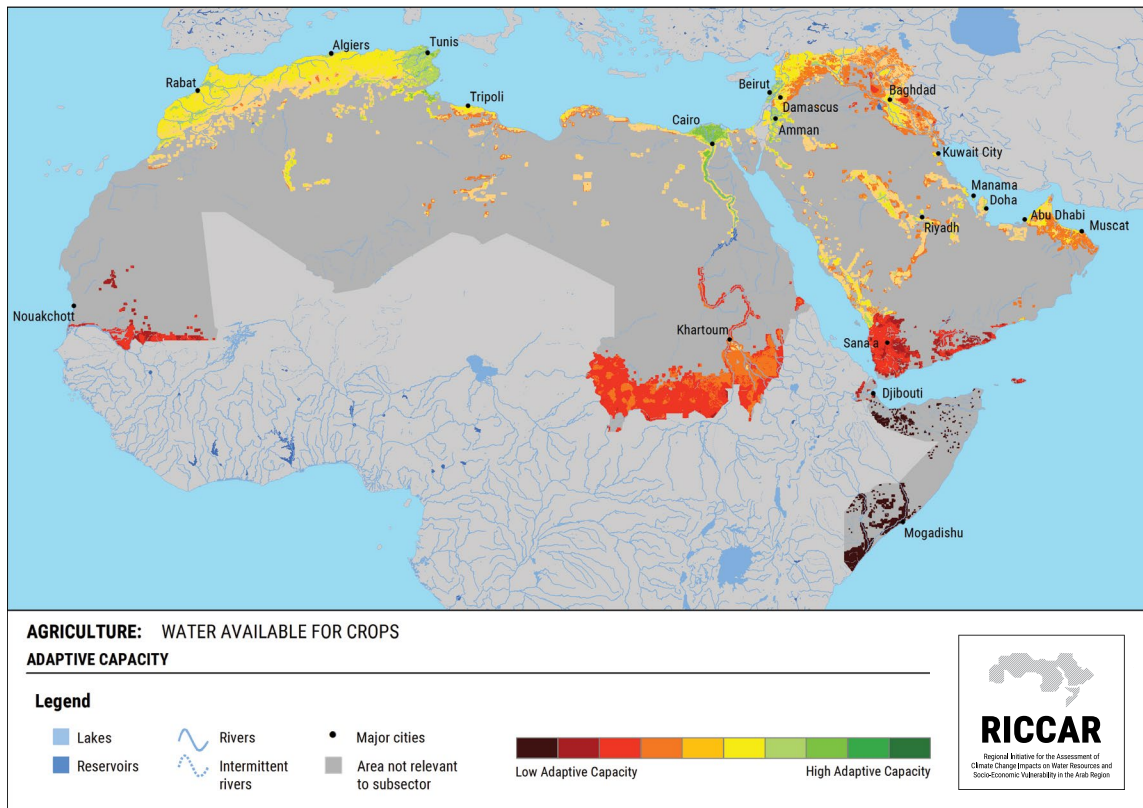 Algiers
Tunis
Rabat
Tripoli
Beirut
Baghdad
Damascus
Cairo
Amman
Kuwait City
Manama
Doha
Abu Dhabi
Muscat
Riyadh
Nouakchott
Khartoum
Sana'a
Djibouti
Mogadishu
AGRICULTURE: WATER AVAILABLE FOR CROPS
ADAPTIVE CAPACITY
Legend
Lakes
Rivers
Major cities
Reservoirs
Intermittent
rivers
Area not relevant
to subsector
Low Adaptive Capacity
High Adaptive Capacity
RICCAR
Regional Initiative for the Assessment of
Climate Change Impacts on Water Resources and
Socio-Economic Vulnerability in the Arab Region